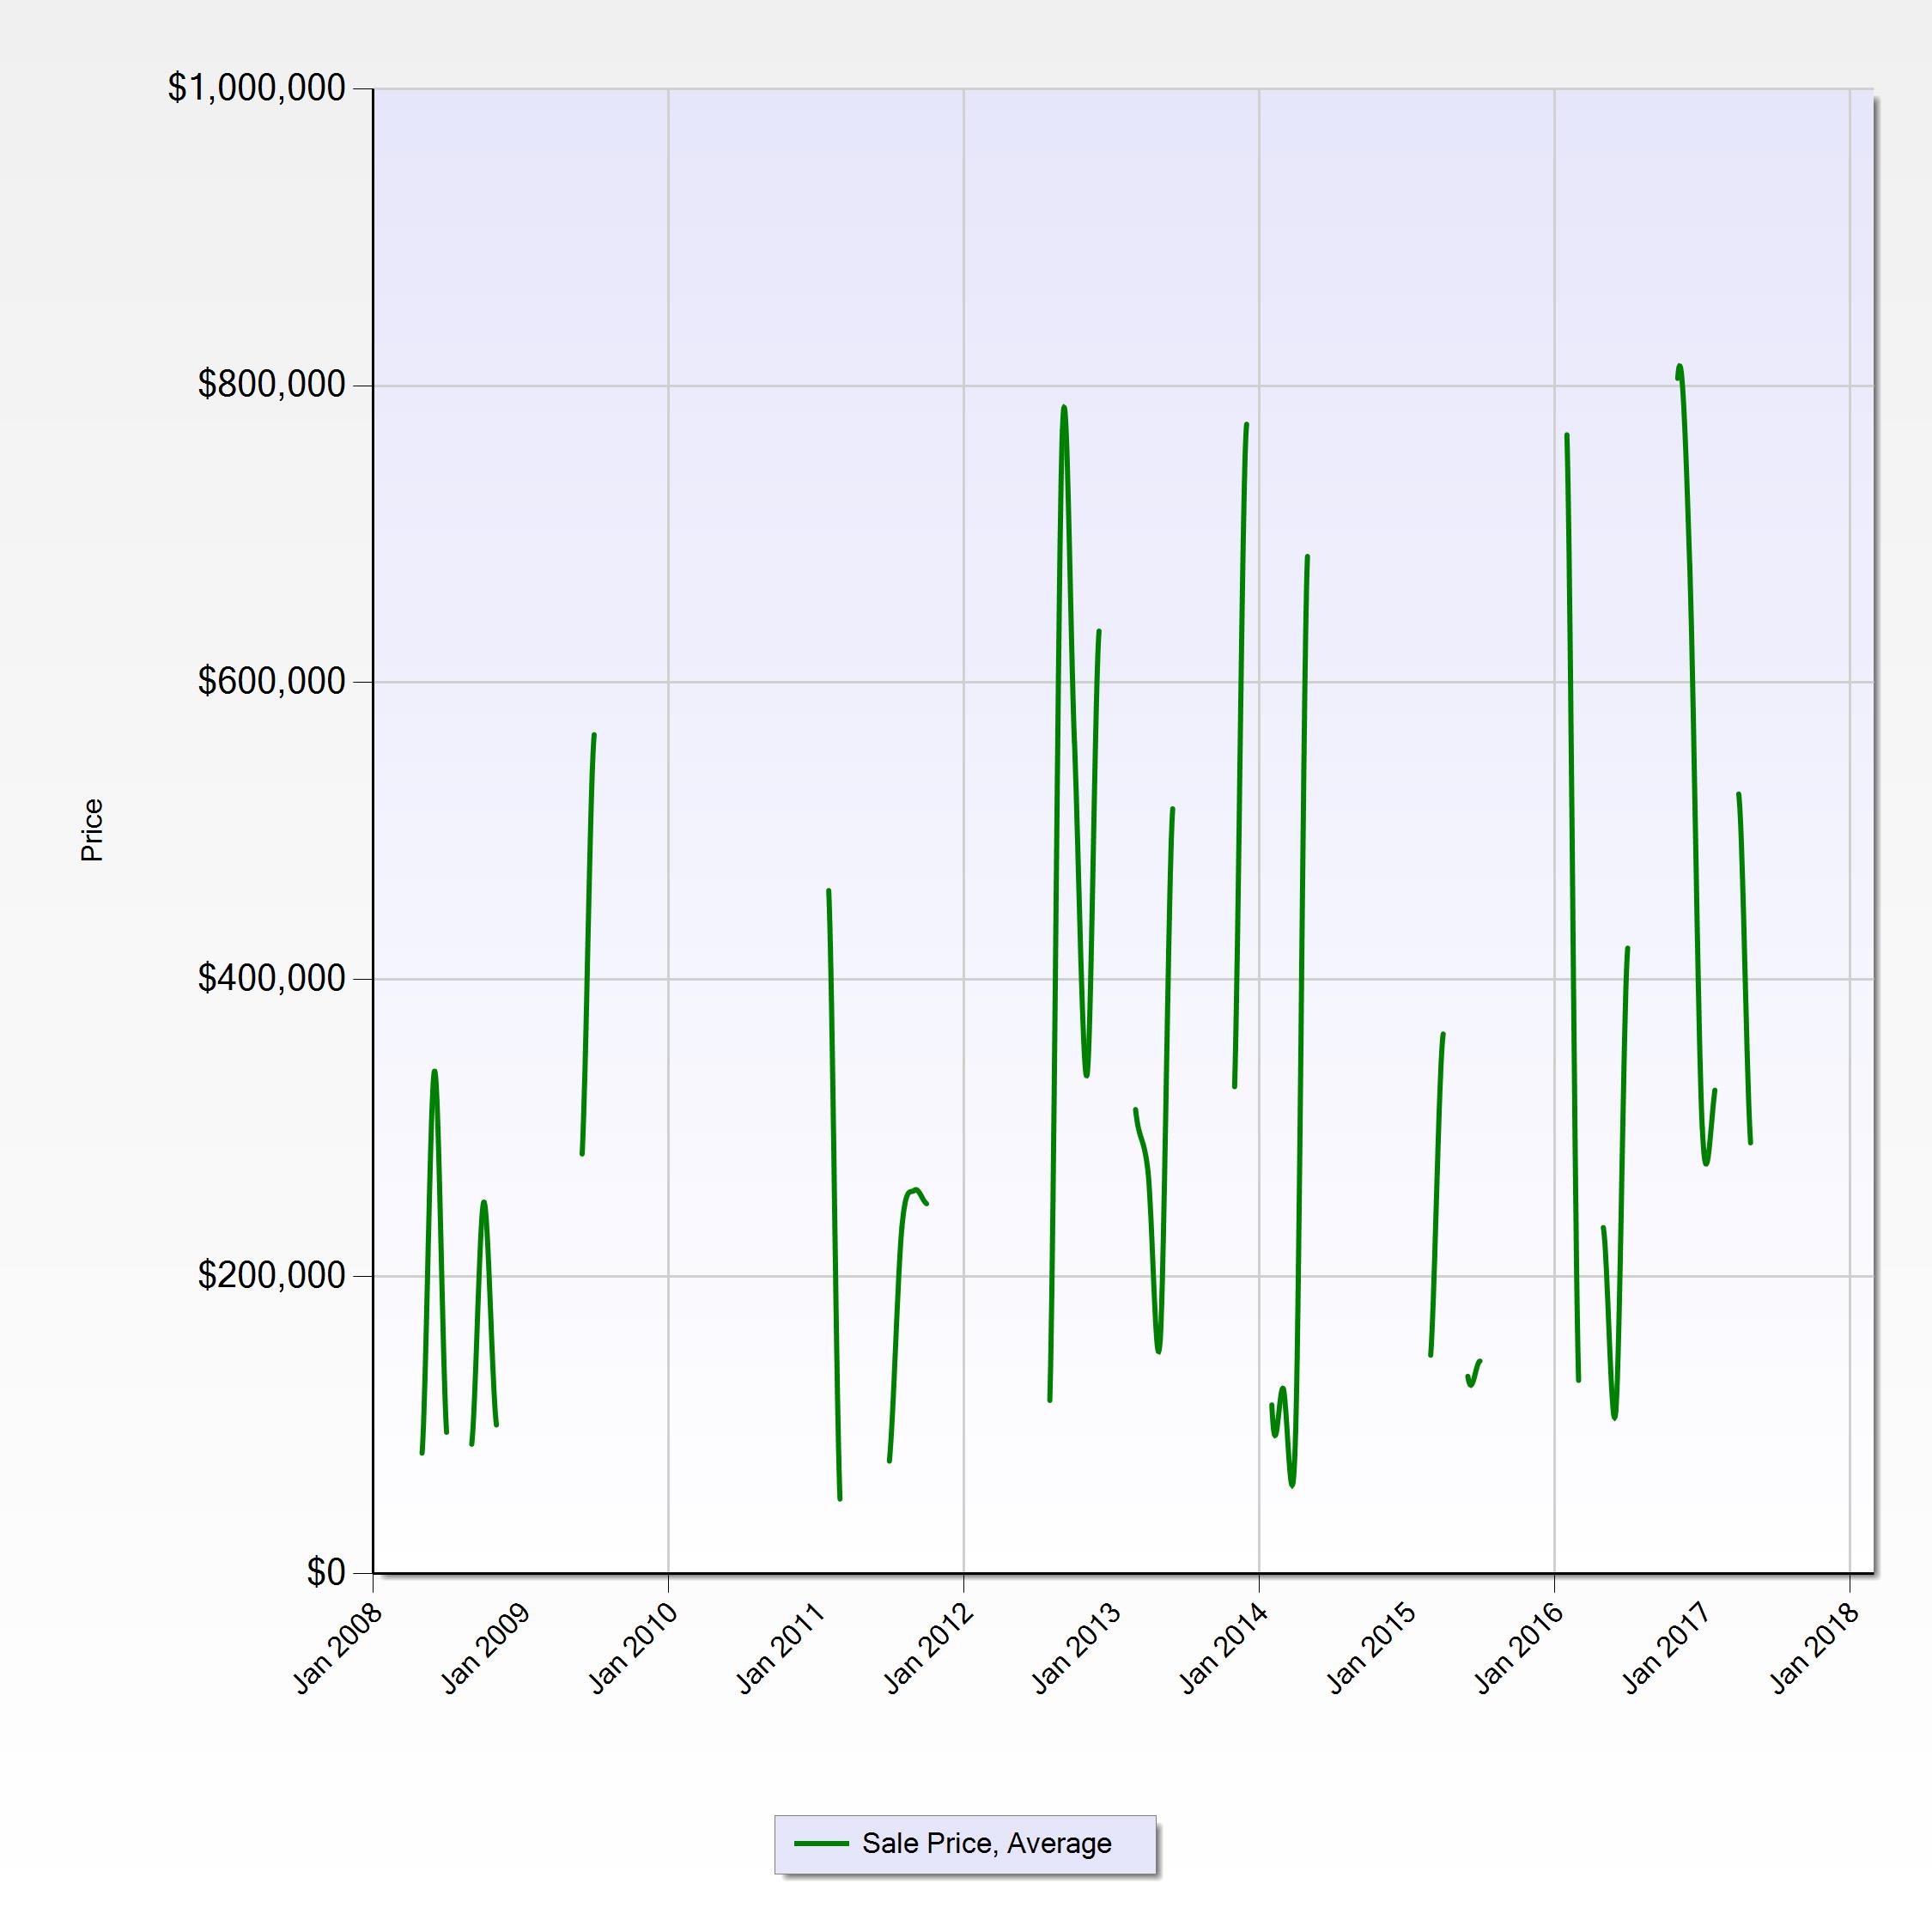 $1,000,000
$800,000
$600,000
$400,000
$200,000
$0
Price
Jan 2008
Jan 2009
Jan 2010
Jan 2011
Jan 2012
Jan 2013
Jan 2014
Jan 2015
Jan 2016
Jan 2017
Jan 2018
Sale Price, Average